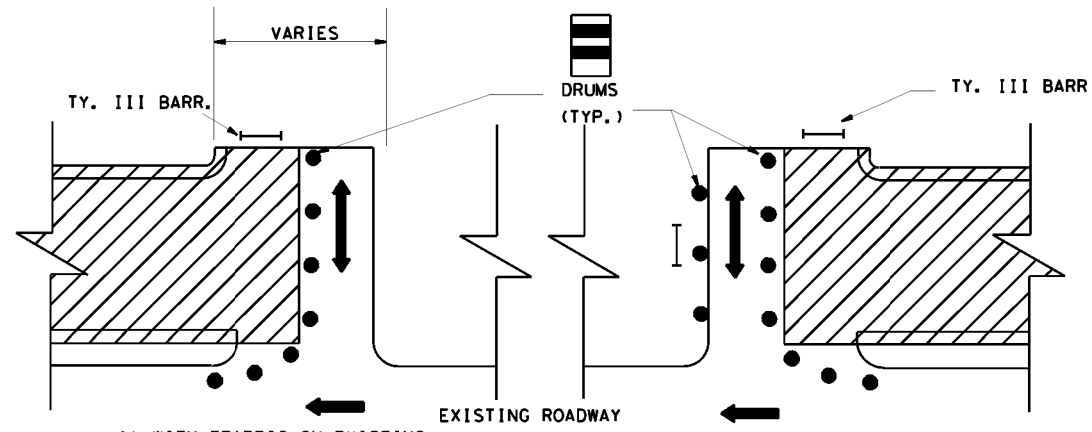 VARIES
TY. III BARR.
DRUMS
(TYP.)
TY. III BARR
EXISTING ROADWAY